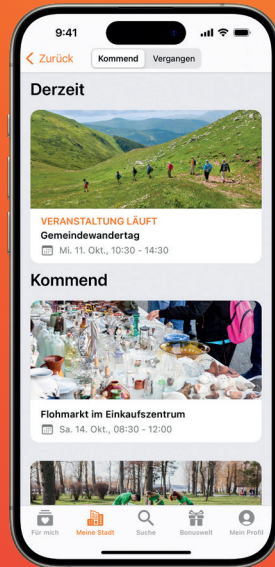 9:41
Zurück
Kommend
Vergangen
Derzeit
VERANSTALTUNG LÄUFT
Gemeindewandertag
Mi. 11. Okt., 10:30 - 14:30
Kommend
Flohmarkt im Einkaufszentrum
Sa. 14. Okt., 08:30 - 12:00
Für mich
Meine Stadt
Suche
Bonuswelt
Mein Profil